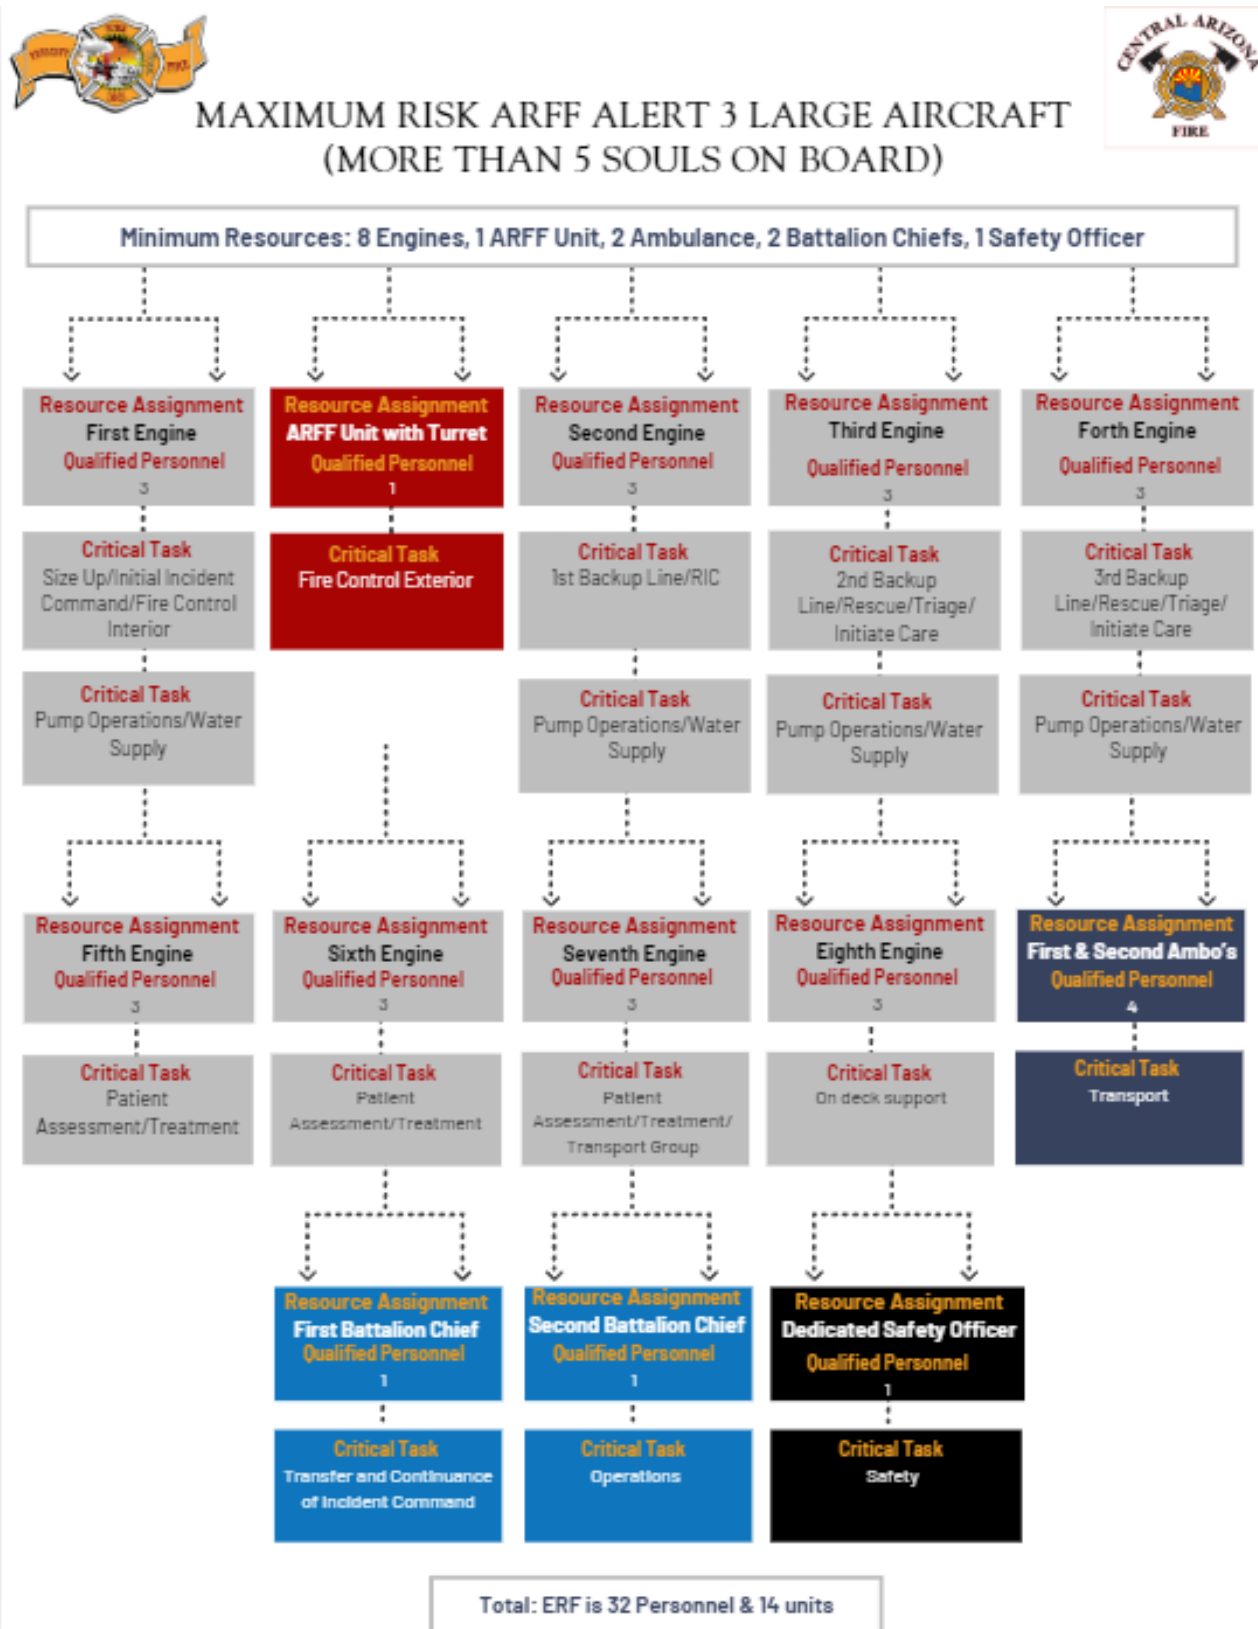 CENTRAL ARIZONA
FIRE
MAXIMUM RISK ARFF ALERT 3 LARGE AIRCRAFT
(MORE THAN 5 SOULS ON BOARD)
Minimum Resources: 8 Engines, 1 ARFF Unit, 2 Ambulance, 2 Battalion Chiefs, 1 Safety Officer
Resource Assignment
First Engine
Qualified Personnel
3
Critical Task
Size Up/Initial Incident
Command/Fire Control
Interior
Critical Task
Pump Operations/Water
Supply
Resource Assignment
ARFF Unit with Turret
Qualified Personnel
1
Critical Task
Fire Control Exterior
Resource Assignment
Second Engine
Qualified Personnel
3
Critical Task
1st Backup Line/RIC
Critical Task
Pump Operations/Water
Supply
Resource Assignment
Third Engine
Qualified Personnel
3
Critical Task
2nd Backup
Line/Rescue/Triage/
Initiate Care
Critical Task
Pump Operations/Water
Supply
Resource Assignment
Forth Engine
Qualified Personnel
3
Critical Task
3rd Backup
Line/Rescue/Triage/
Initiate Care
Critical Task
Pump Operations/Water
Supply
Resource Assignment
Fifth Engine
Qualified Personnel
3
Critical Task
Patient
Assessment/Treatment
Resource Assignment
Sixth Engine
Qualified Personnel
3
Critical Task
Patient
Assessment/Treatment
Resource Assignment
Seventh Engine
Qualified Personnel
3
Critical Task
Patient
Assessment/Treatment/
Transport Group
Resource Assignment
Eighth Engine
Qualified Personnel
3
Critical Task
On deck support
Resource Assignment
First & Second Ambo's
Qualified Personnel
4
Critical Task
Transport
Resource Assignment
First Battalion Chief
Qualified Personnel
1
Critical Task
Transfer and Continuance
of Incident Command
Resource Assignment
Second Battalion Chief
Qualified Personnel
1
Critical Task
Operations
Resource Assignment
Dedicated Safety Officer
Qualified Personnel
1
Critical Task
Safety
Total: ERF is 32 Personnel & 14 units